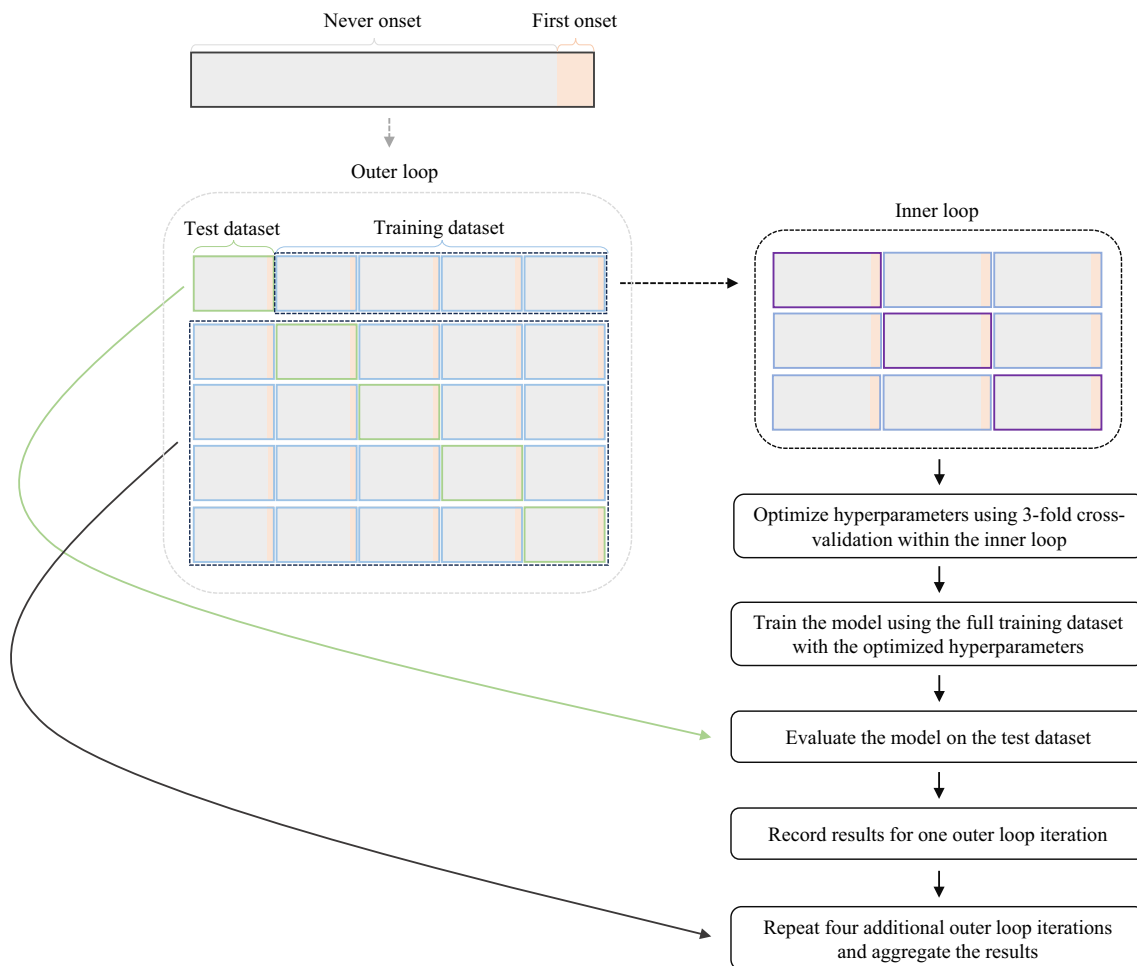 Never onset
First onset
Outer loop
Test dataset
Training dataset
Inner loop
Optimize hyperparameters using 3-fold cross-
validation within the inner loop
Train the model using the full training dataset
with the optimized hyperparameters
Evaluate the model on the test dataset
Record results for one outer loop iteration
Repeat four additional outer loop iterations
and aggregate the results